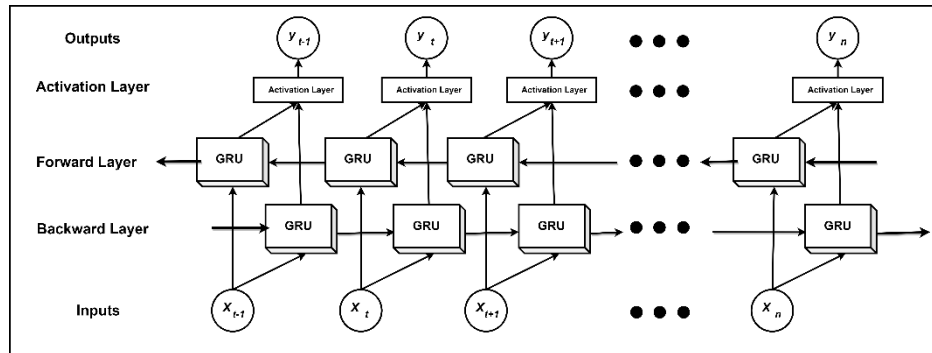 Outputs y t-1 y t y t+1 y n
Activation Layer Activation Layer Activation Layer Activation Layer Activation Layer
Forward Layer GRU GRU GRU GRU
Backward Layer GRU GRU GRU GRU
Inputs X t-1 X t X t+1 X n